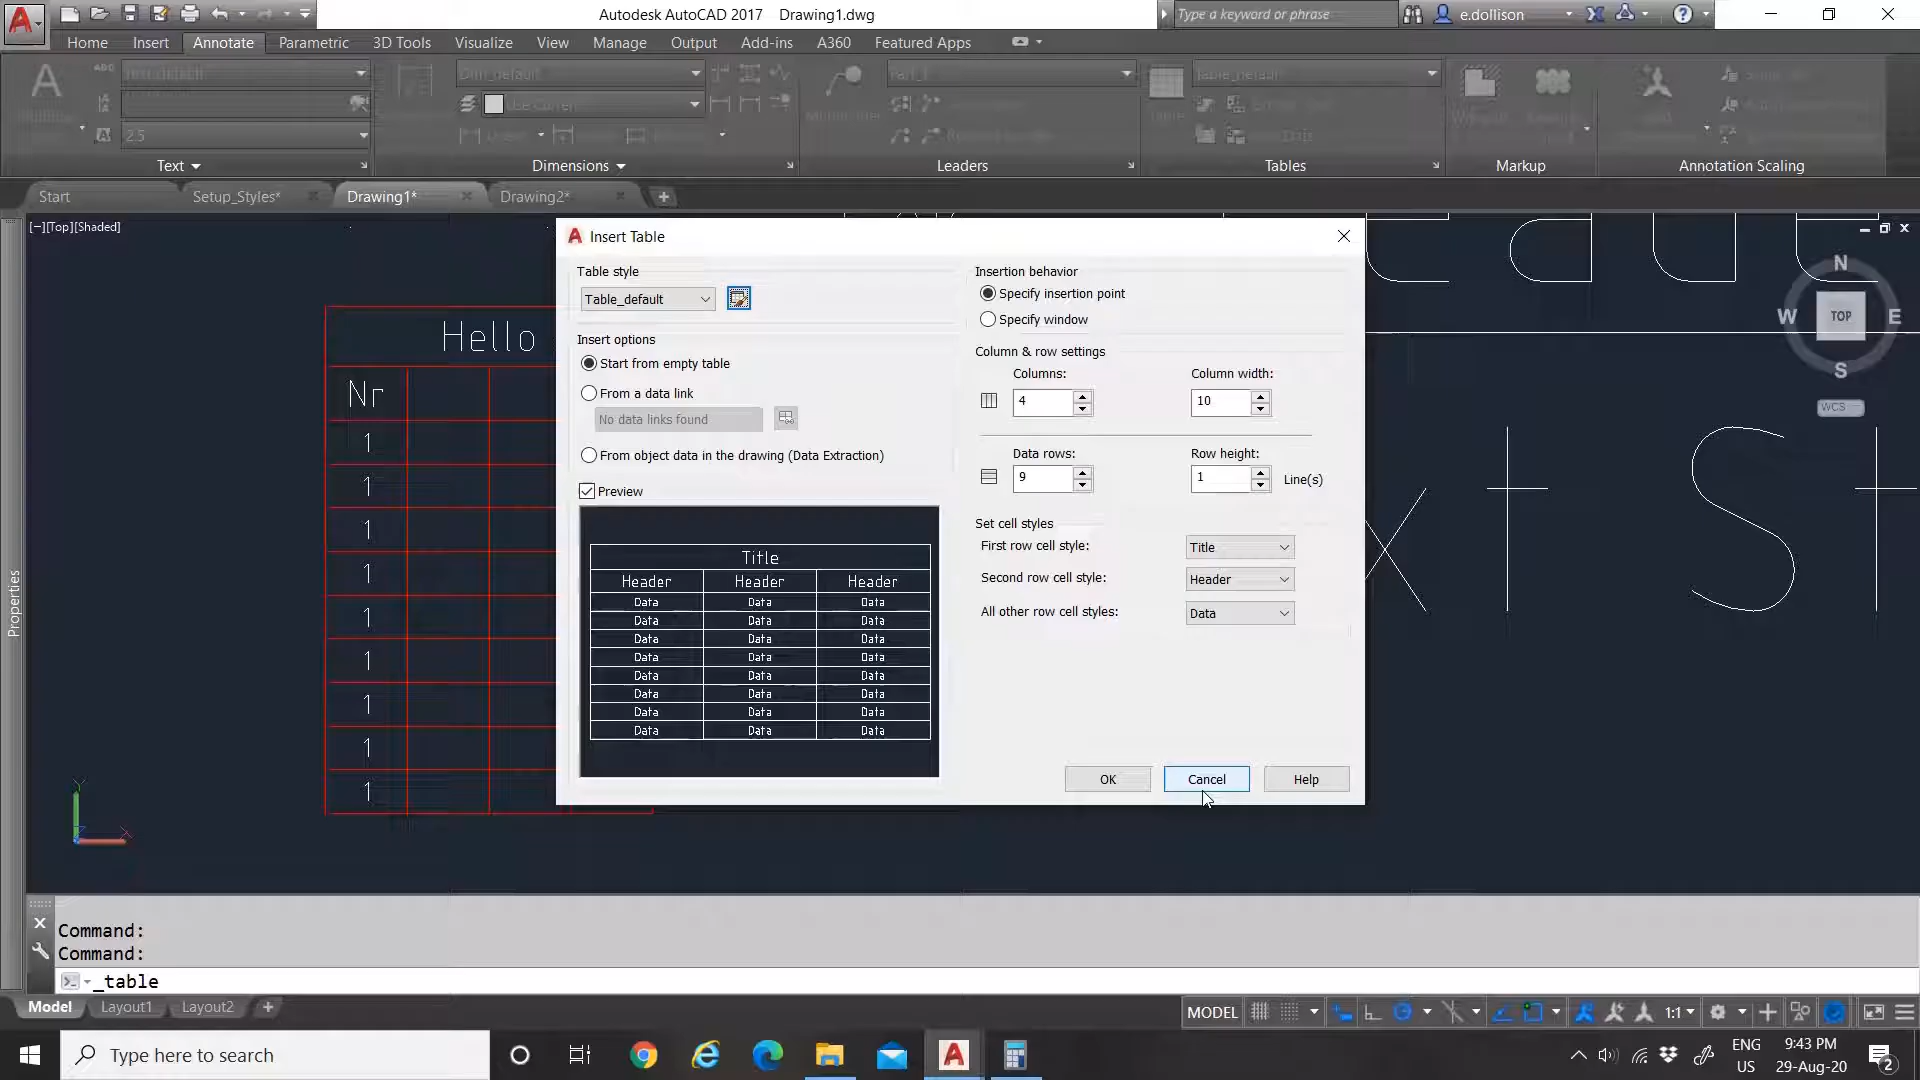 Autodesk AutoCAD 2017 Drawing1.dwg
Type a keyword or phrase
e.dollison
Home Insert Annotate Parametric 3D Tools Visualize View Manage Output Add-ins A360 Featured Apps
2.5
Text Dimensions Leaders Tables Markup Annotation Scaling
Start Setup_Styles* Drawing1* Drawing2*
[−][Top][Shaded]
Insert Table
Table style
Table_default
Insert options
Start from empty table
From a data link
No data links found
From object data in the drawing (Data Extraction)
Preview
Title
Header Header Header
Data Data Data
Data Data Data
Data Data Data
Data Data Data
Data Data Data
Data Data Data
Data Data Data
Data Data Data
Insertion behavior
Specify insertion point
Specify window
Column & row settings
Columns: Column width:
4 10
Data rows: Row height:
9 1 Line(s)
Set cell styles
First row cell style: Title
Second row cell style: Header
All other row cell styles: Data
OK Cancel Help
Hello
Nr
1
1
1
1
1
1
1
1
1
N
W TOP E
S
WCS
Properties
Y
X
Command:
Command:
_table
Model Layout1 Layout2
MODEL 1:1
Type here to search
ENG
US
9:43 PM
29-Aug-20
2